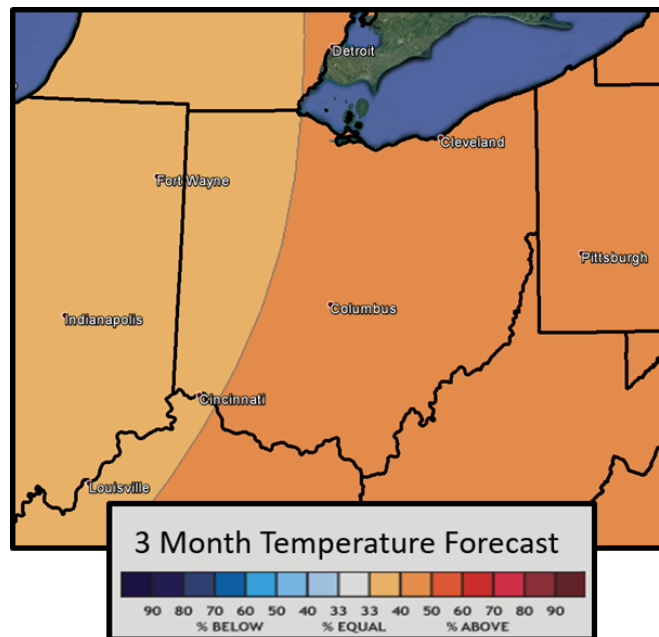 Detroit
Cleveland
Fort Wayne
Pittsburgh
Columbus
Indianapolis
Cincinnati
Louisville
3 Month Temperature Forecast
90 80 70 60 50 40 33 33 40 50 60 70 80 90
% BELOW % EQUAL % ABOVE